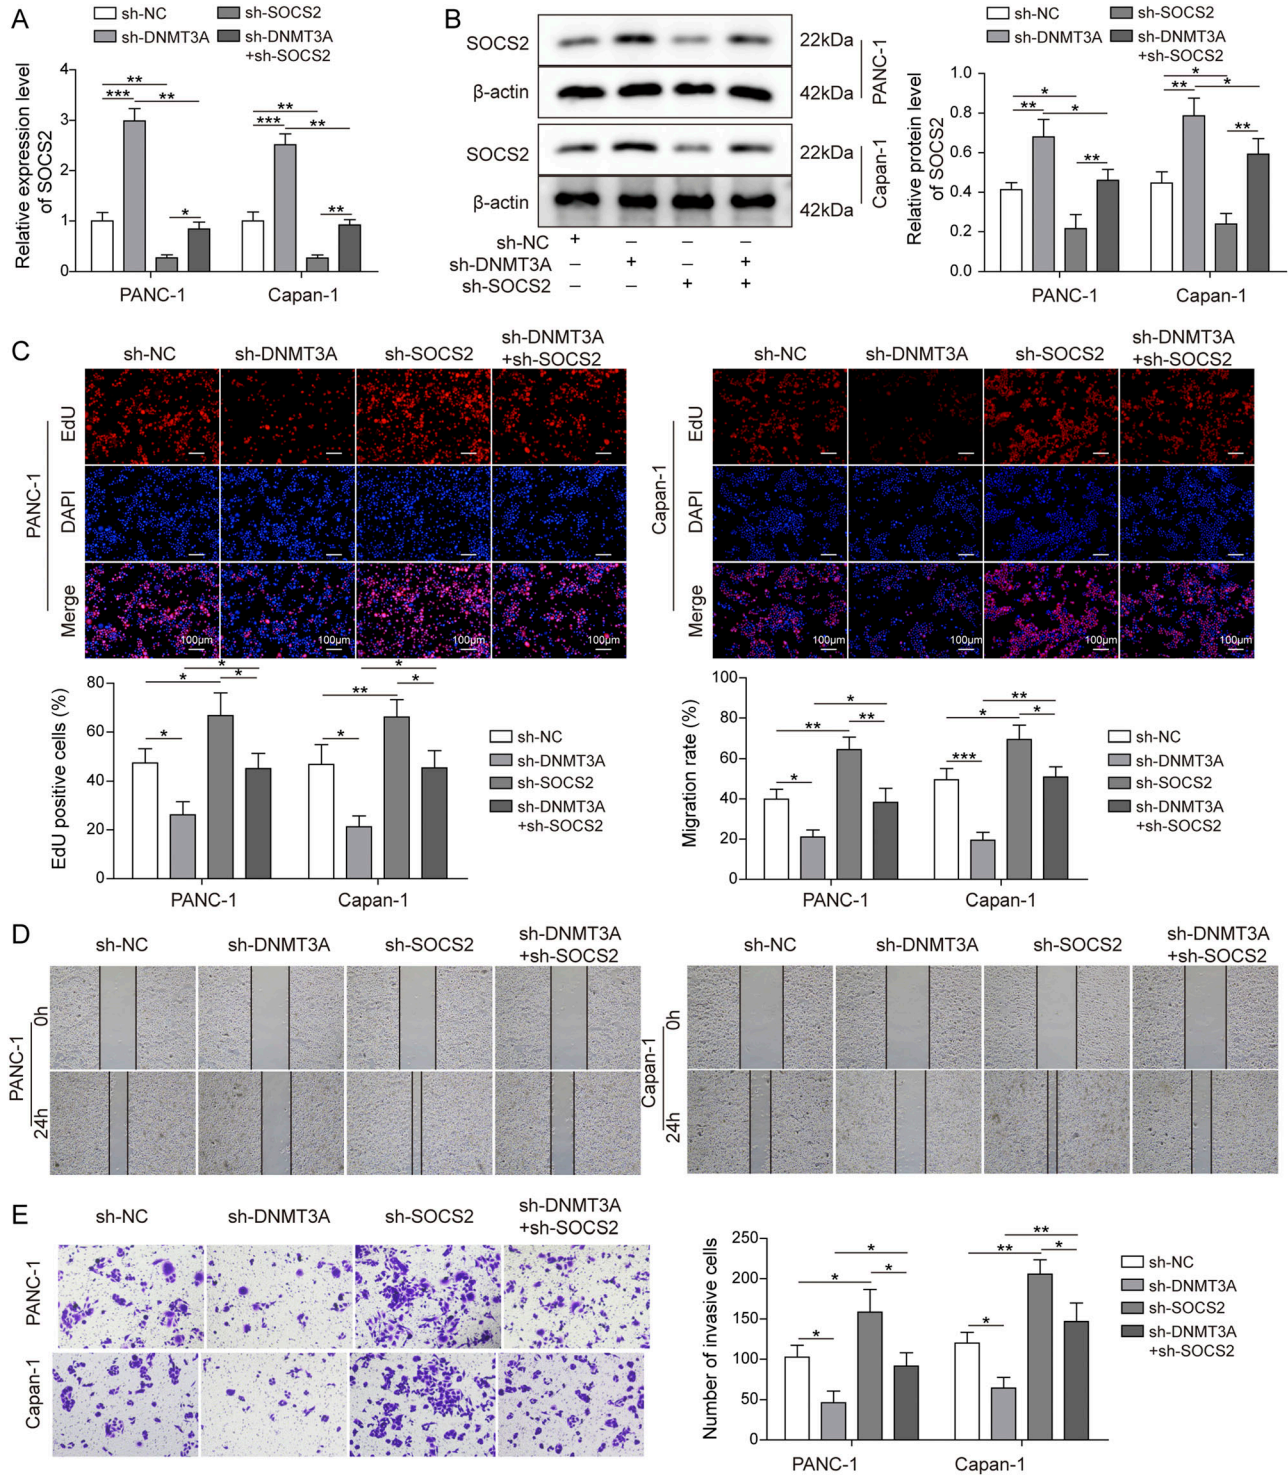 A
sh-NC
sh-SOCS2
sh-DNMT3A
sh-DNMT3A
+sh-SOCS2
Relative expression level
of SOCS2
4
3
2
1
0
**
***
**
*
**
***
**
**
PANC-1
Capan-1
B
SOCS2
22kDa
β-actin
42kDa
PANC-1
SOCS2
22kDa
β-actin
42kDa
Capan-1
sh-NC + – – –
sh-DNMT3A – + – +
sh-SOCS2 – – + +
sh-NC
sh-SOCS2
sh-DNMT3A
sh-DNMT3A
+sh-SOCS2
Relative protein level
of SOCS2
1.0
0.8
0.6
0.4
0.2
0.0
*
**
*
**
*
**
*
**
PANC-1
Capan-1
C
sh-NC
sh-DNMT3A
sh-SOCS2
sh-DNMT3A
+sh-SOCS2
PANC-1
EdU
DAPI
Merge
100μm
100μm
100μm
100μm
sh-NC
sh-DNMT3A
sh-SOCS2
sh-DNMT3A
+sh-SOCS2
Capan-1
EdU
DAPI
Merge
100μm
100μm
100μm
100μm
EdU positive cells (%)
80
60
40
20
0
*
*
*
*
**
*
*
*
PANC-1
Capan-1
sh-NC
sh-DNMT3A
sh-SOCS2
sh-DNMT3A
+sh-SOCS2
Migration rate (%)
100
80
60
40
20
0
*
**
**
*
***
*
*
**
PANC-1
Capan-1
sh-NC
sh-DNMT3A
sh-SOCS2
sh-DNMT3A
+sh-SOCS2
D
sh-NC
sh-DNMT3A
sh-SOCS2
sh-DNMT3A
+sh-SOCS2
PANC-1
0h
24h
sh-NC
sh-DNMT3A
sh-SOCS2
sh-DNMT3A
+sh-SOCS2
Capan-1
0h
24h
E
sh-NC
sh-DNMT3A
sh-SOCS2
sh-DNMT3A
+sh-SOCS2
PANC-1
Capan-1
Number of invasive cells
250
200
150
100
50
0
*
*
*
*
*
**
*
**
PANC-1
Capan-1
sh-NC
sh-DNMT3A
sh-SOCS2
sh-DNMT3A
+sh-SOCS2